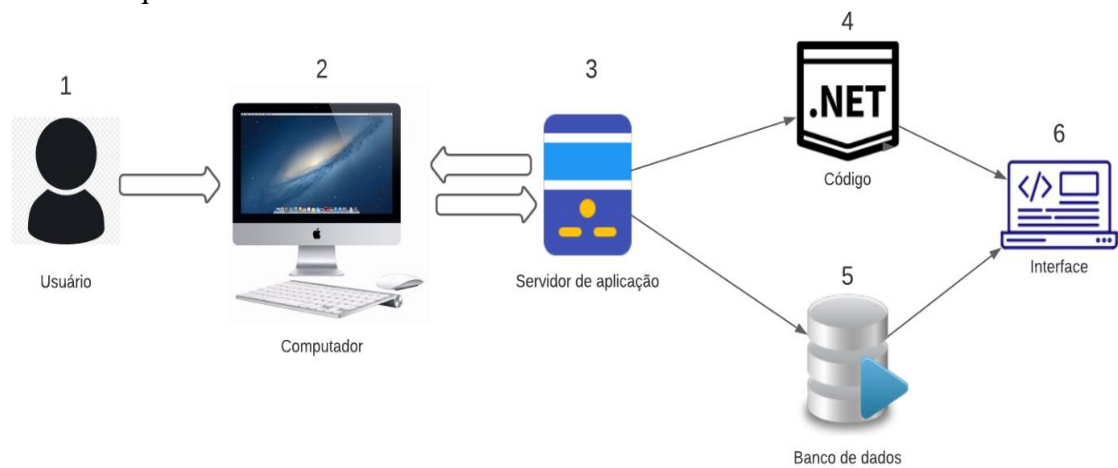 1
Usuário
2
Computador
3
Servidor de aplicação
4
.NET
Código
5
Banco de dados
6
</>
Interface